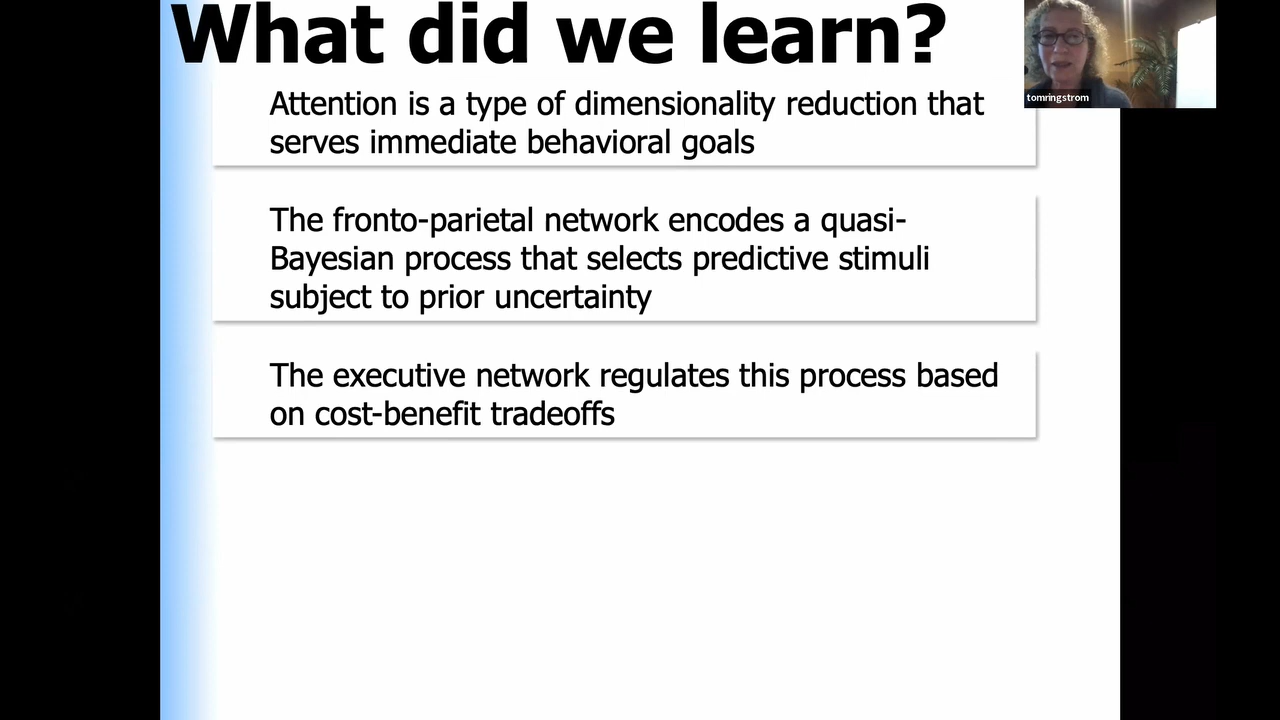 What did we learn?
tomringstrom
Attention is a type of dimensionality reduction that
serves immediate behavioral goals
The fronto-parietal network encodes a quasi-
Bayesian process that selects predictive stimuli
subject to prior uncertainty
The executive network regulates this process based
on cost-benefit tradeoffs